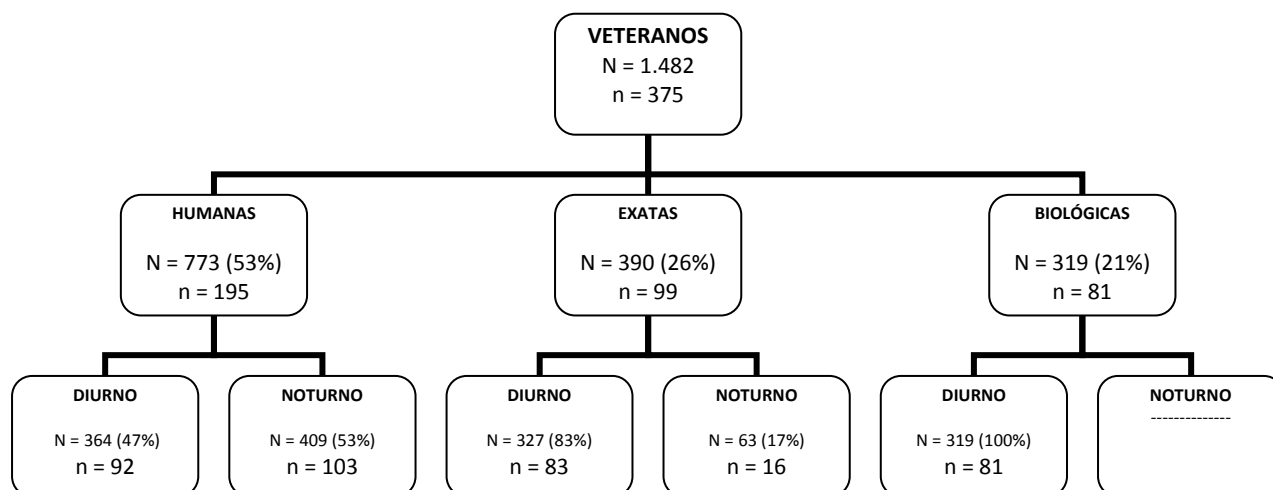 VETERANOS
N = 1.482
n = 375
HUMANAS
N = 773 (53%)
n = 195
EXATAS
N = 390 (26%)
n = 99
BIOLÓGICAS
N = 319 (21%)
n = 81
DIURNO
N = 364 (47%)
n = 92
NOTURNO
N = 409 (53%)
n = 103
DIURNO
N = 327 (83%)
n = 83
NOTURNO
N = 63 (17%)
n = 16
DIURNO
N = 319 (100%)
n = 81
NOTURNO
--------------